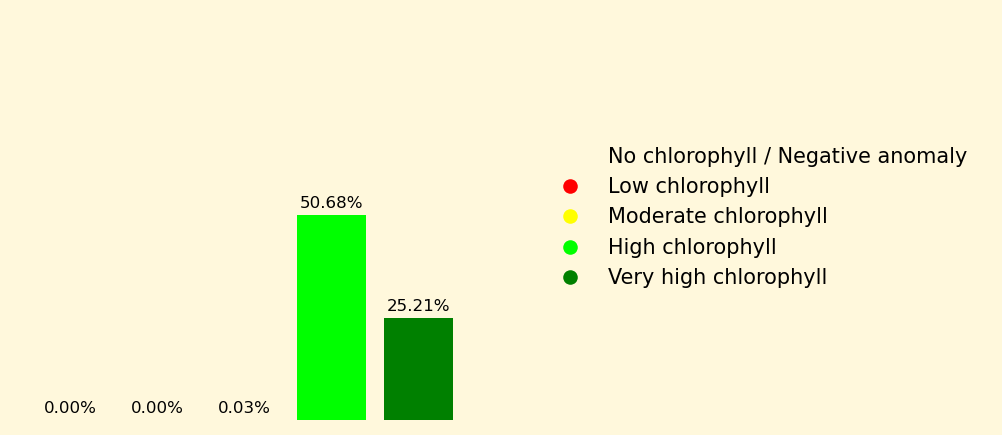 No chlorophyll / Negative anomaly
Low chlorophyll
Moderate chlorophyll
High chlorophyll
Very high chlorophyll
50.68%
25.21%
0.00% 0.00% 0.03%